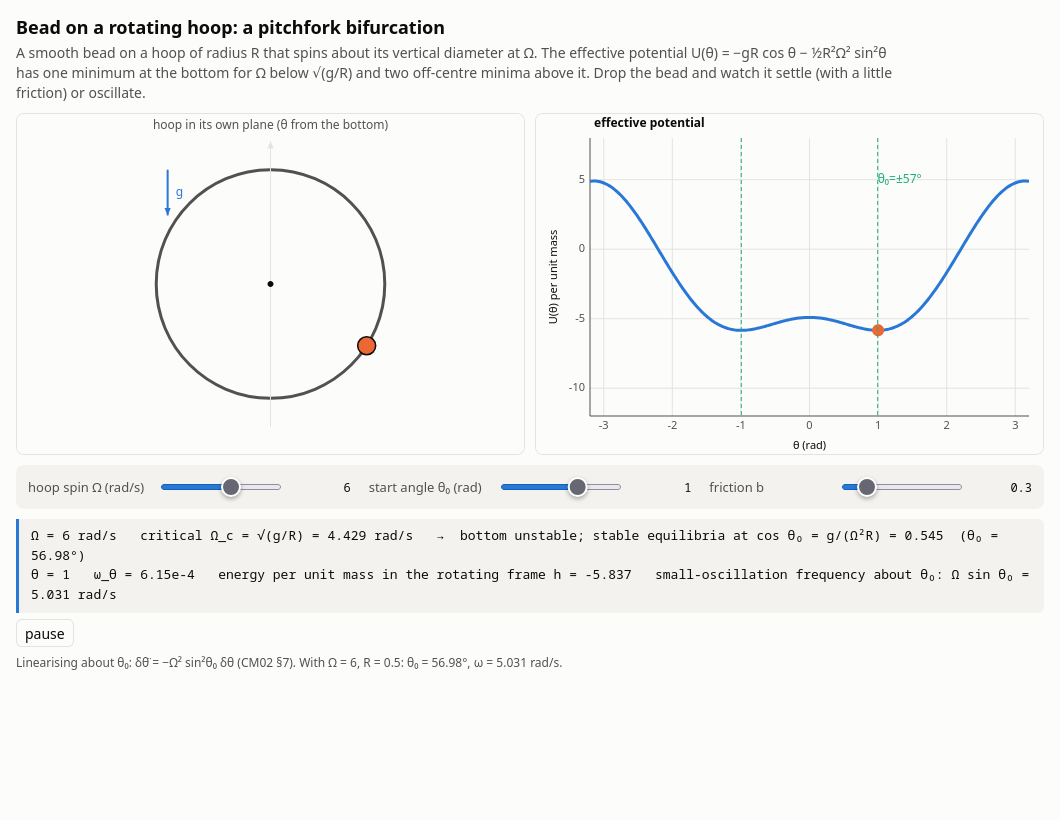 Bead on a rotating hoop: a pitchfork bifurcation
A smooth bead on a hoop of radius R that spins about its vertical diameter at Ω. The effective potential U(θ) = −gR cos θ − ½R²Ω² sin²θ
has one minimum at the bottom for Ω below √(g/R) and two off-centre minima above it. Drop the bead and watch it settle (with a little
friction) or oscillate.
hoop in its own plane (θ from the bottom)
g
effective potential
θ₀=±57°
U(θ) per unit mass
5
0
-5
-10
-3 -2 -1 0 1 2 3
θ (rad)
hoop spin Ω (rad/s) 6 start angle θ₀ (rad) 1 friction b 0.3
Ω = 6 rad/s critical Ω_c = √(g/R) = 4.429 rad/s → bottom unstable; stable equilibria at cos θ₀ = g/(Ω²R) = 0.545 (θ₀ =
56.98°)
θ = 1 ω_θ = 6.15e-4 energy per unit mass in the rotating frame h = -5.837 small-oscillation frequency about θ₀: Ω sin θ₀ =
5.031 rad/s
pause
Linearising about θ₀: δθ̈ = −Ω² sin²θ₀ δθ (CM02 §7). With Ω = 6, R = 0.5: θ₀ = 56.98°, ω = 5.031 rad/s.